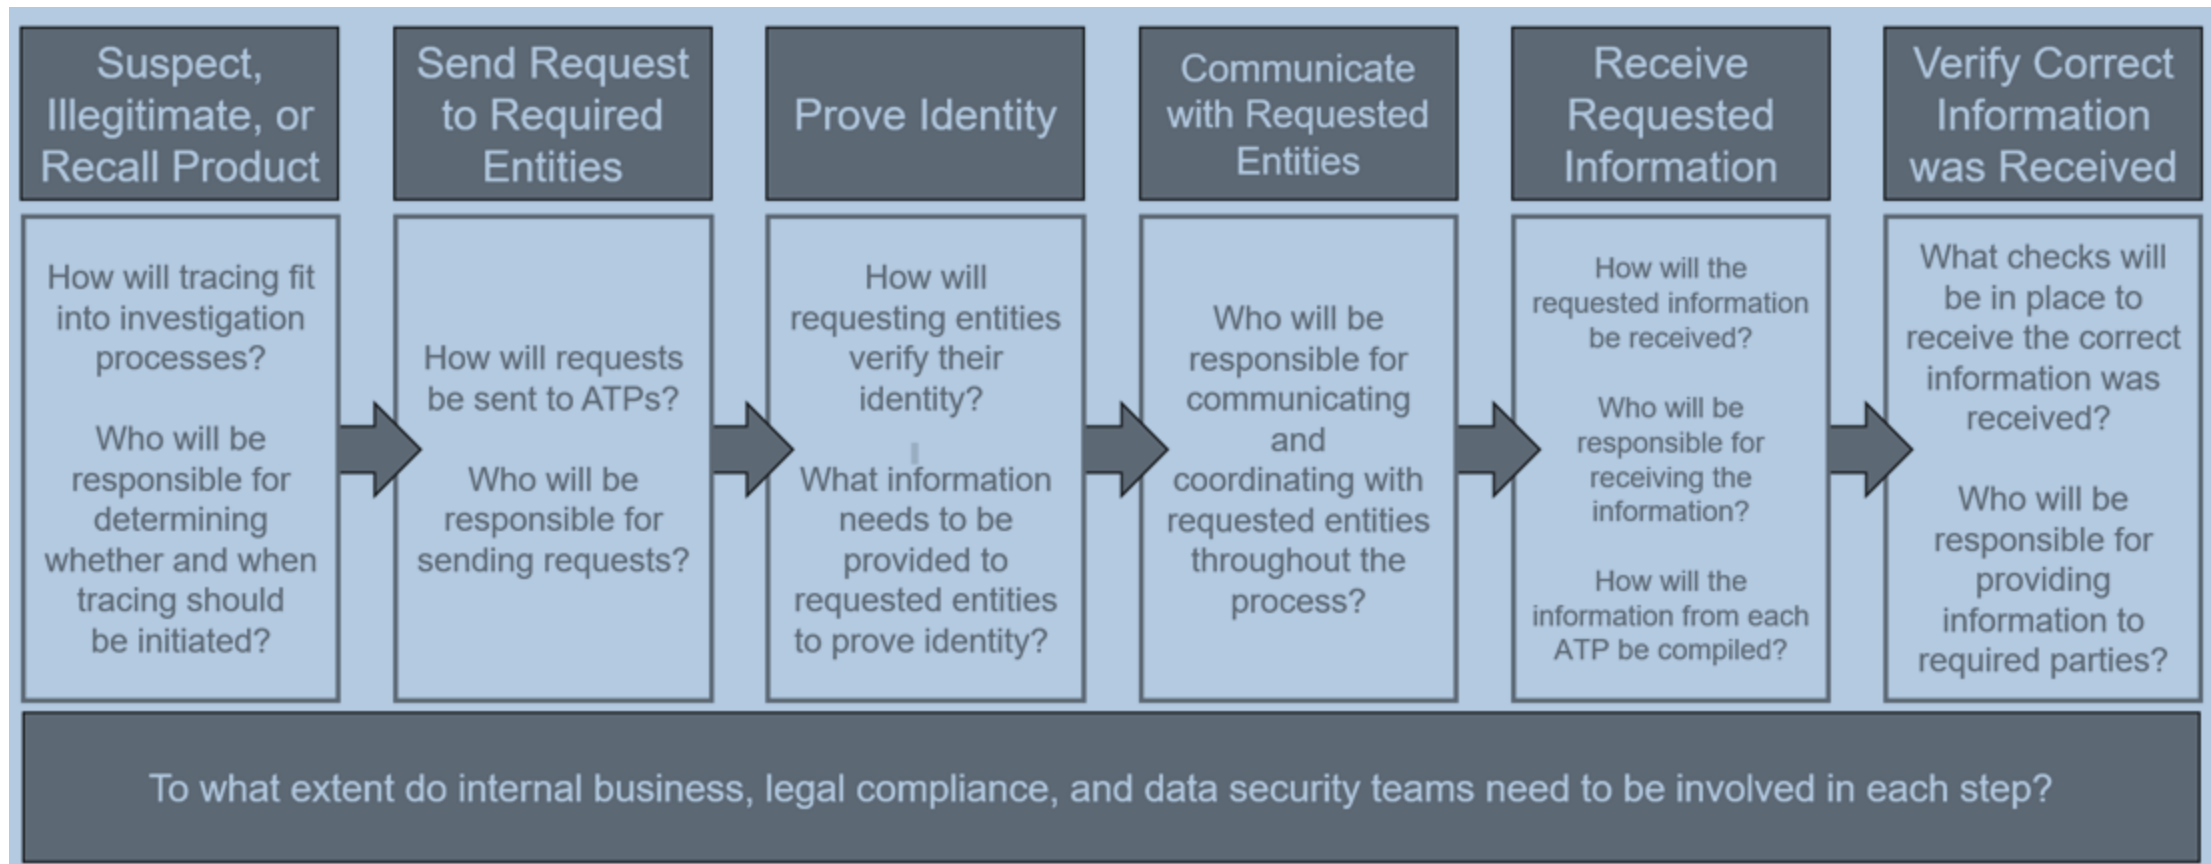 Suspect,
Illegitimate, or
Recall Product
How will tracing fit
into investigation
processes?
Who will be
responsible for
determining
whether and when
tracing should
be initiated?
Send Request
to Required
Entities
How will requests
be sent to ATPs?
Who will be
responsible for
sending requests?
Prove Identity
How will
requesting entities
verify their
identity?
What information
needs to be
provided to
requested entities
to prove identity?
Communicate
with Requested
Entities
Who will be
responsible for
communicating
and
coordinating with
requested entities
throughout the
process?
Receive
Requested
Information
How will the
requested information
be received?
Who will be
responsible for
receiving the
information?
How will the
information from each
ATP be compiled?
Verify Correct
Information
was Received
What checks will
be in place to
receive the correct
information was
received?
Who will be
responsible for
providing
information to
required parties?
To what extent do internal business, legal compliance, and data security teams need to be involved in each step?